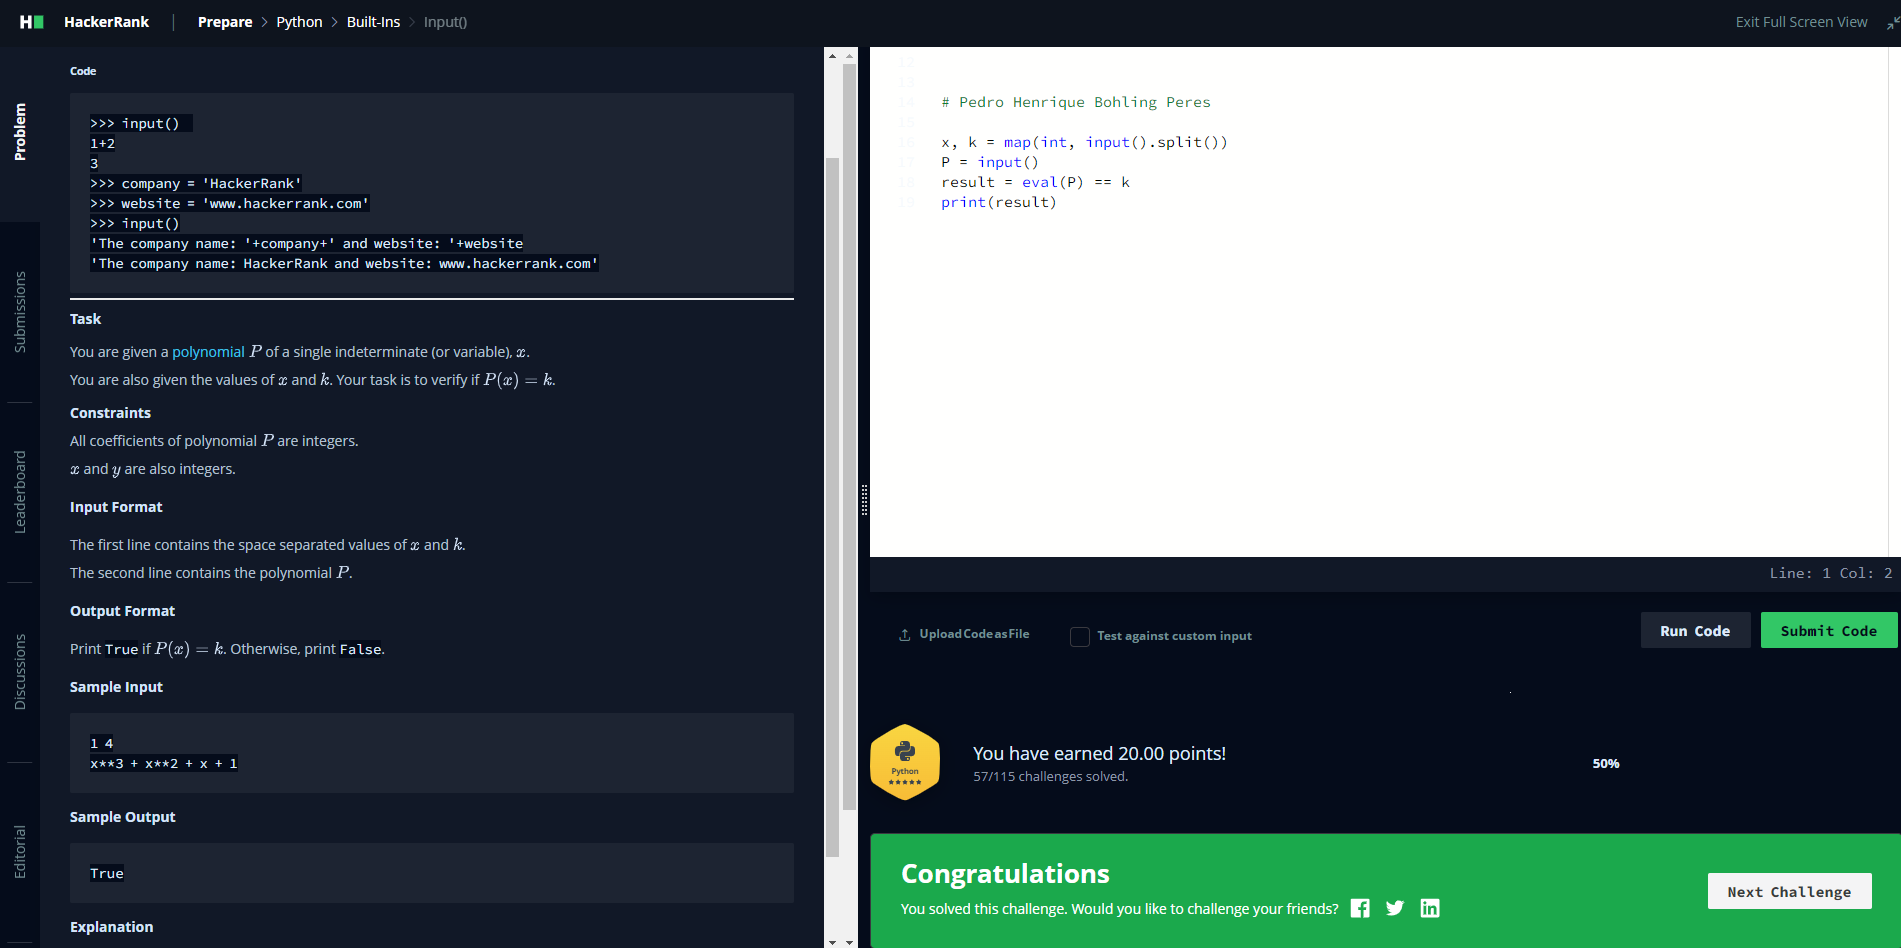 HackerRank | Prepare > Python > Built-Ins > Input()
Exit Full Screen View
Problem
Submissions
Leaderboard
Discussions
Editorial
Code
>>> input()
1+2
3
>>> company = 'HackerRank'
>>> website = 'www.hackerrank.com'
>>> input()
'The company name: '+company+' and website: '+website
'The company name: HackerRank and website: www.hackerrank.com'
Task
You are given a polynomial P of a single indeterminate (or variable), x.
You are also given the values of x and k. Your task is to verify if P(x) = k.
Constraints
All coefficients of polynomial P are integers.
x and y are also integers.
Input Format
The first line contains the space separated values of x and k.
The second line contains the polynomial P.
Output Format
Print True if P(x) = k. Otherwise, print False.
Sample Input
1 4
x**3 + x**2 + x + 1
Sample Output
True
Explanation
12
13
14 # Pedro Henrique Bohling Peres
15
16 x, k = map(int, input().split())
17 P = input()
18 result = eval(P) == k
19 print(result)
Line: 1 Col: 2
Upload Code as File
Test against custom input
Run Code
Submit Code
Python
You have earned 20.00 points!
57/115 challenges solved.
50%
Congratulations
You solved this challenge. Would you like to challenge your friends?
Next Challenge